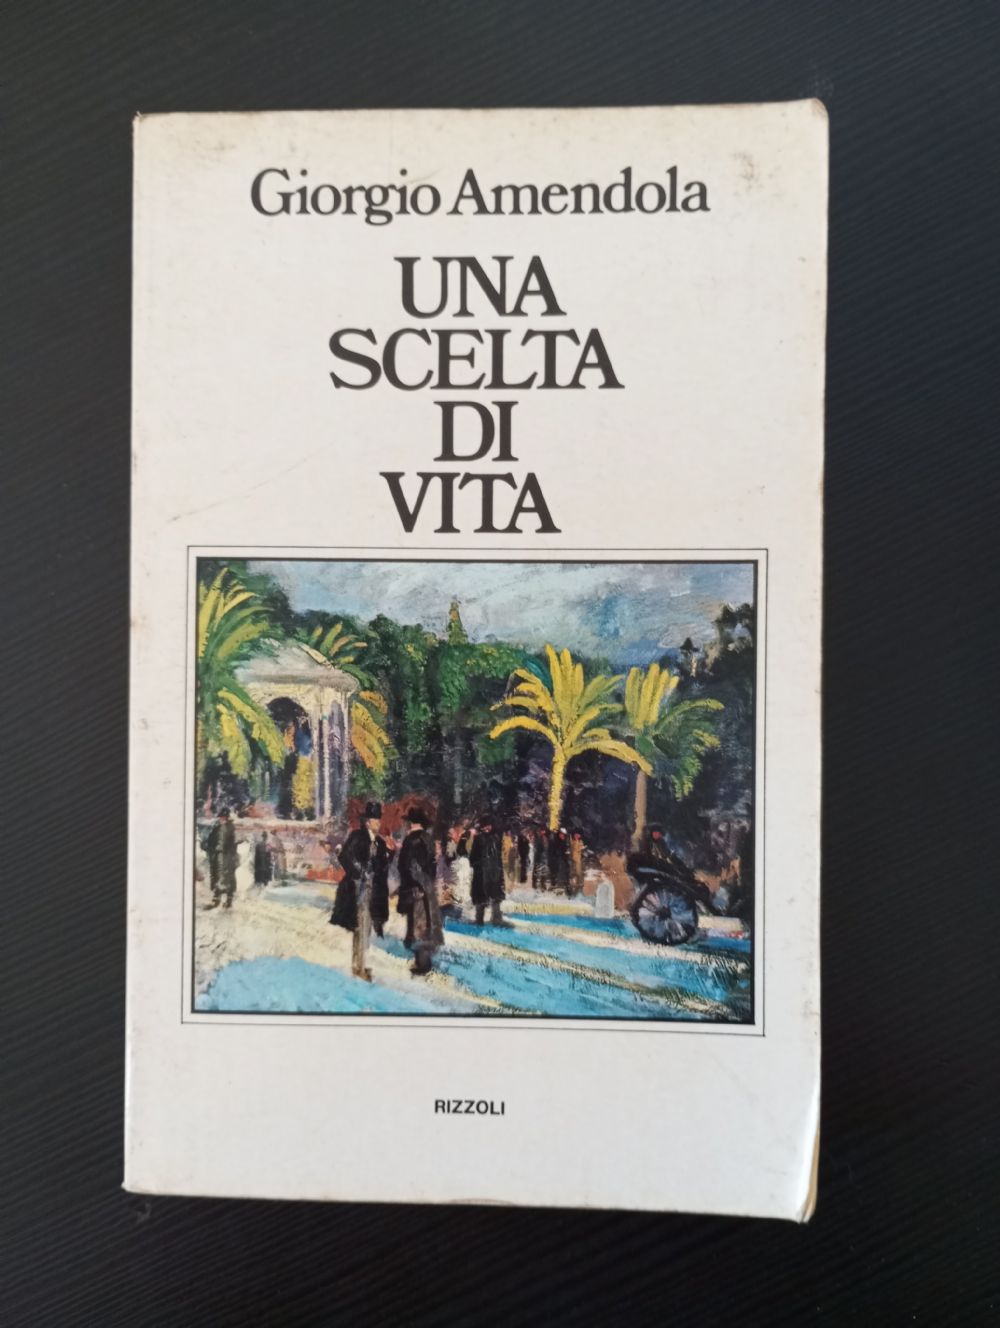 Giorgio Amendola
UNA
SCELTA
DI
VITA
RIZZOLI